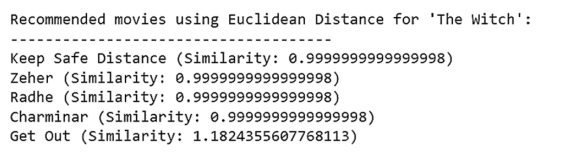 Recommended movies using Euclidean Distance for 'The Witch':
-------------------------------------
Keep Safe Distance (Similarity: 0.9999999999999998)
Zeher (Similarity: 0.9999999999999998)
Radhe (Similarity: 0.9999999999999998)
Charminar (Similarity: 0.9999999999999998)
Get Out (Similarity: 1.1824355607768113)